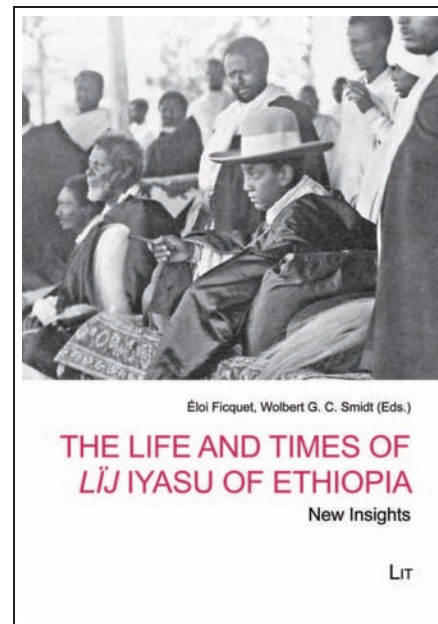 Éloi Ficquet, Wolbert G. C. Smidt (Eds.)
THE LIFE AND TIMES OF
LÏJ IYASU OF ETHIOPIA
New Insights
LIT